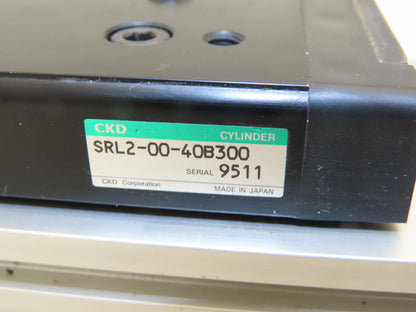 CKD CYLINDER
SRL2-00-40B300
SERIAL 9511
CKD Corporation MADE IN JAPAN